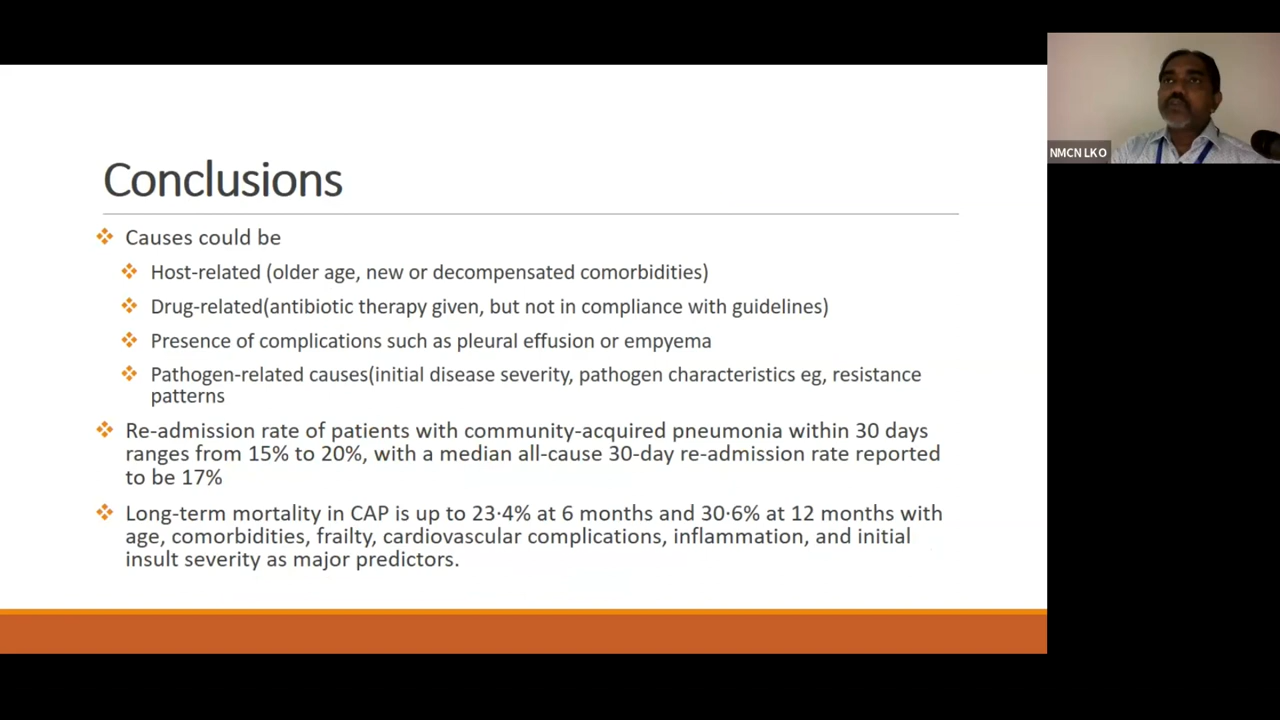 Conclusions
Causes could be
Host-related (older age, new or decompensated comorbidities)
Drug-related(antibiotic therapy given, but not in compliance with guidelines)
Presence of complications such as pleural effusion or empyema
Pathogen-related causes(initial disease severity, pathogen characteristics eg, resistance
patterns
Re-admission rate of patients with community-acquired pneumonia within 30 days
ranges from 15% to 20%, with a median all-cause 30-day re-admission rate reported
to be 17%
Long-term mortality in CAP is up to 23·4% at 6 months and 30·6% at 12 months with
age, comorbidities, frailty, cardiovascular complications, inflammation, and initial
insult severity as major predictors.
NMCN LKO